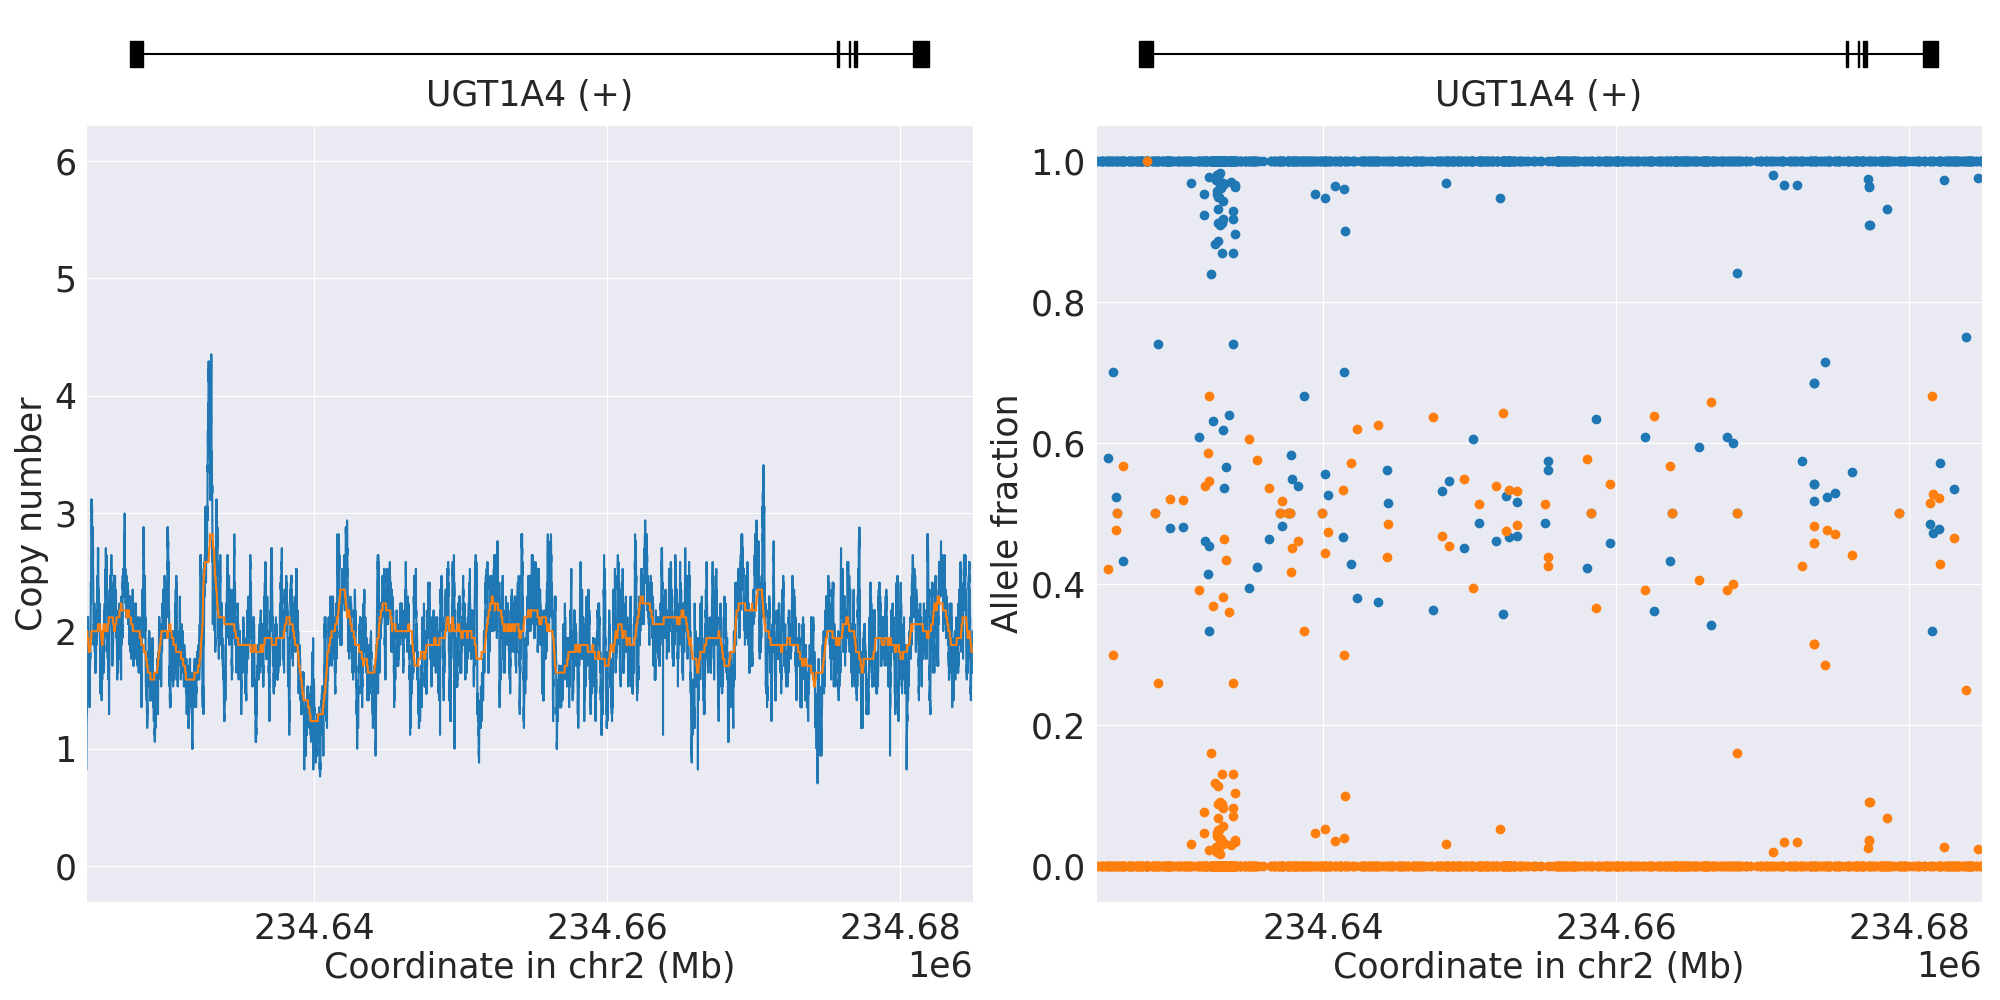 UGT1A4 (+)
6
5
4
3
2
1
0
Copy number
234.64
234.66
234.68
Coordinate in chr2 (Mb)
1e6
UGT1A4 (+)
1.0
0.8
0.6
0.4
0.2
0.0
Allele fraction
234.64
234.66
234.68
Coordinate in chr2 (Mb)
1e6